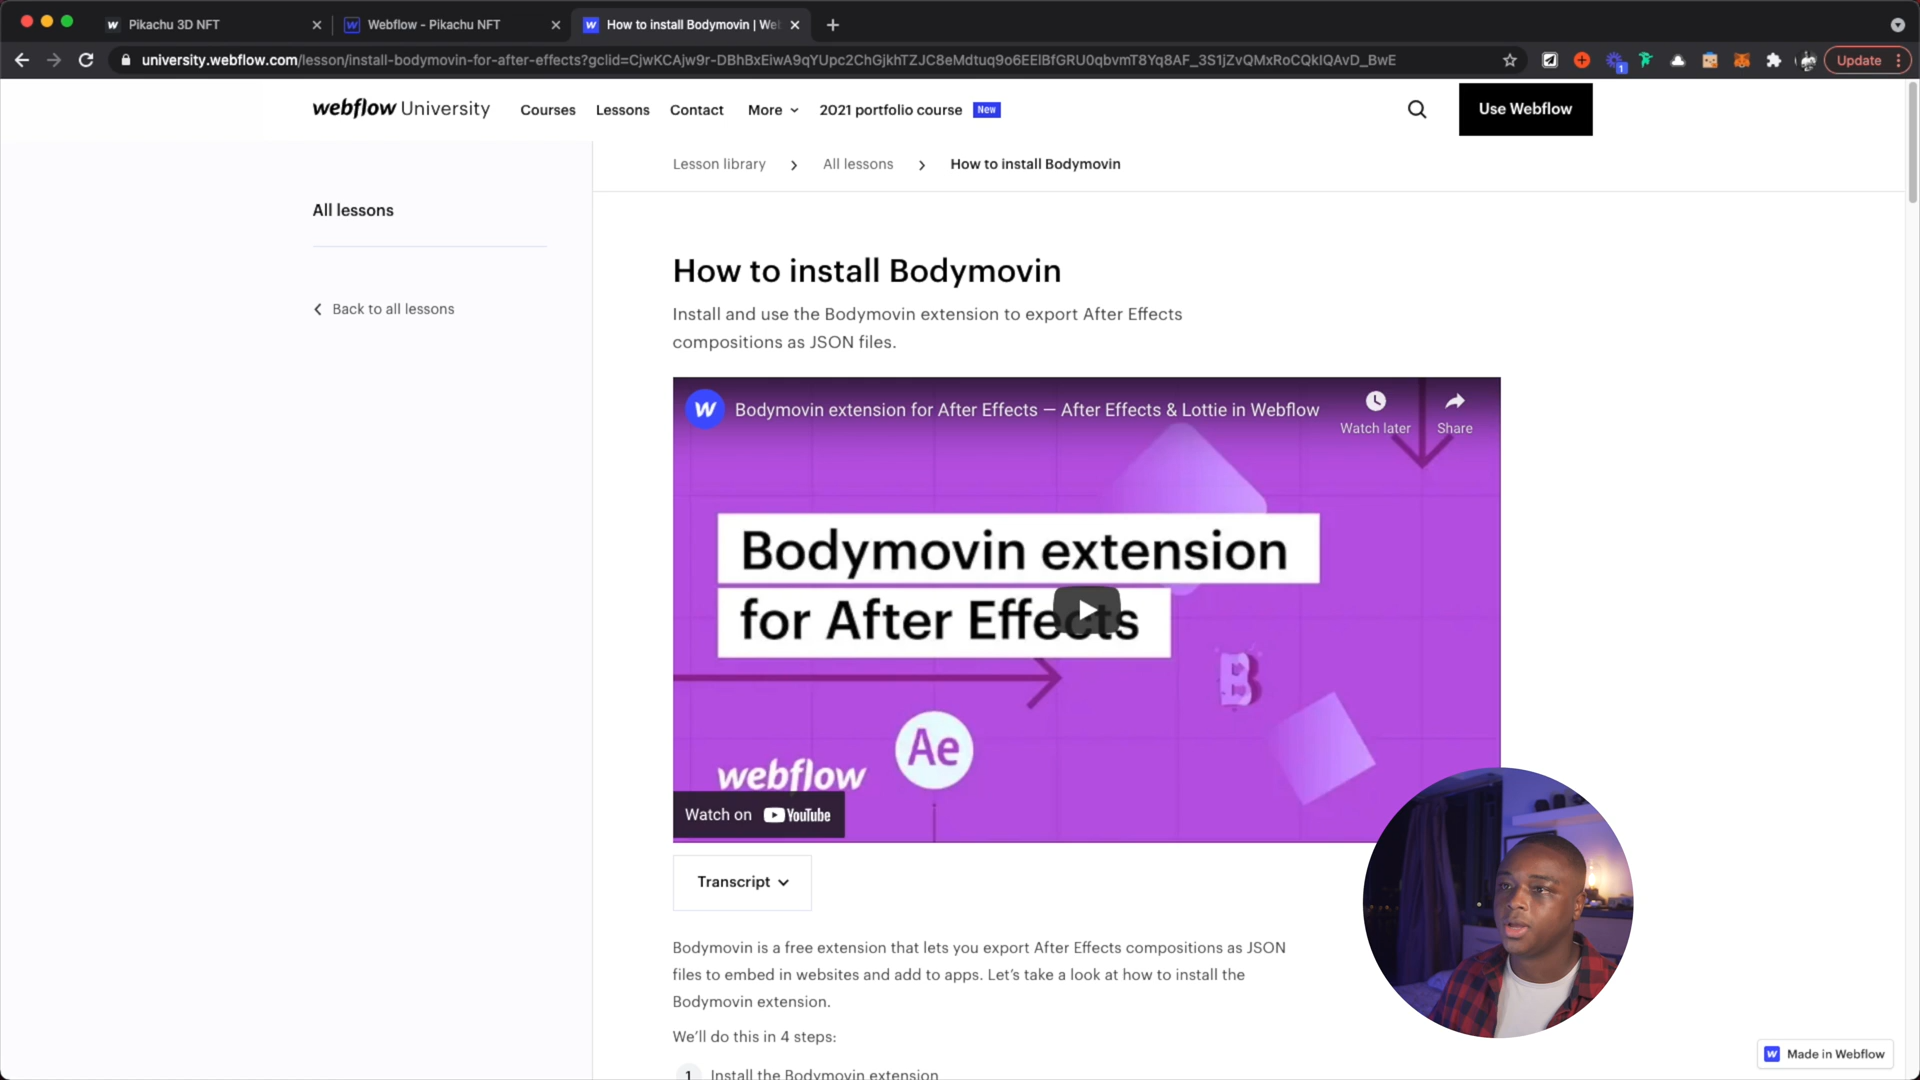 Pikachu 3D NFT
Webflow - Pikachu NFT
How to install Bodymovin | We
university.webflow.com/lesson/install-bodymovin-for-after-effects?gclid=CjwKCAjw9r-DBhBxEiwA9qYUpc2ChGjkhTZJC8eMdtuq9o6EElBfGRU0qbvmT8Yq8AF_3S1jZvQMxRoCQkIQAvD_BwE
1
Update
webflow University
Courses
Lessons
Contact
More
2021 portfolio course
New
Use Webflow
Lesson library
All lessons
How to install Bodymovin
All lessons
Back to all lessons
How to install Bodymovin
Install and use the Bodymovin extension to export After Effects
compositions as JSON files.
W
Bodymovin extension for After Effects — After Effects & Lottie in Webflow
Watch later
Share
Bodymovin extension
for After Effects
B
Ae
webflow
Watch on YouTube
Transcript
Bodymovin is a free extension that lets you export After Effects compositions as JSON
files to embed in websites and add to apps. Let's take a look at how to install the
Bodymovin extension.
We'll do this in 4 steps:
1 Install the Bodymovin extension
Made in Webflow